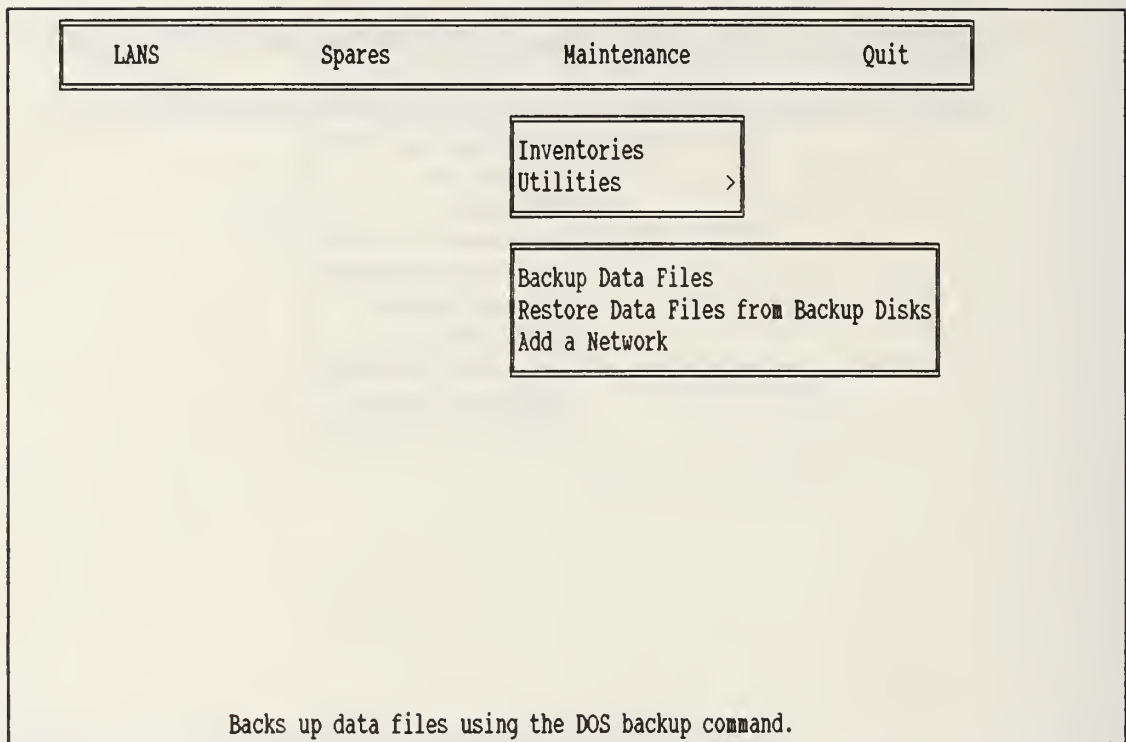 LANS Spares Maintenance Quit
Inventories
Utilities >
Backup Data Files
Restore Data Files from Backup Disks
Add a Network
Backs up data files using the DOS backup command.